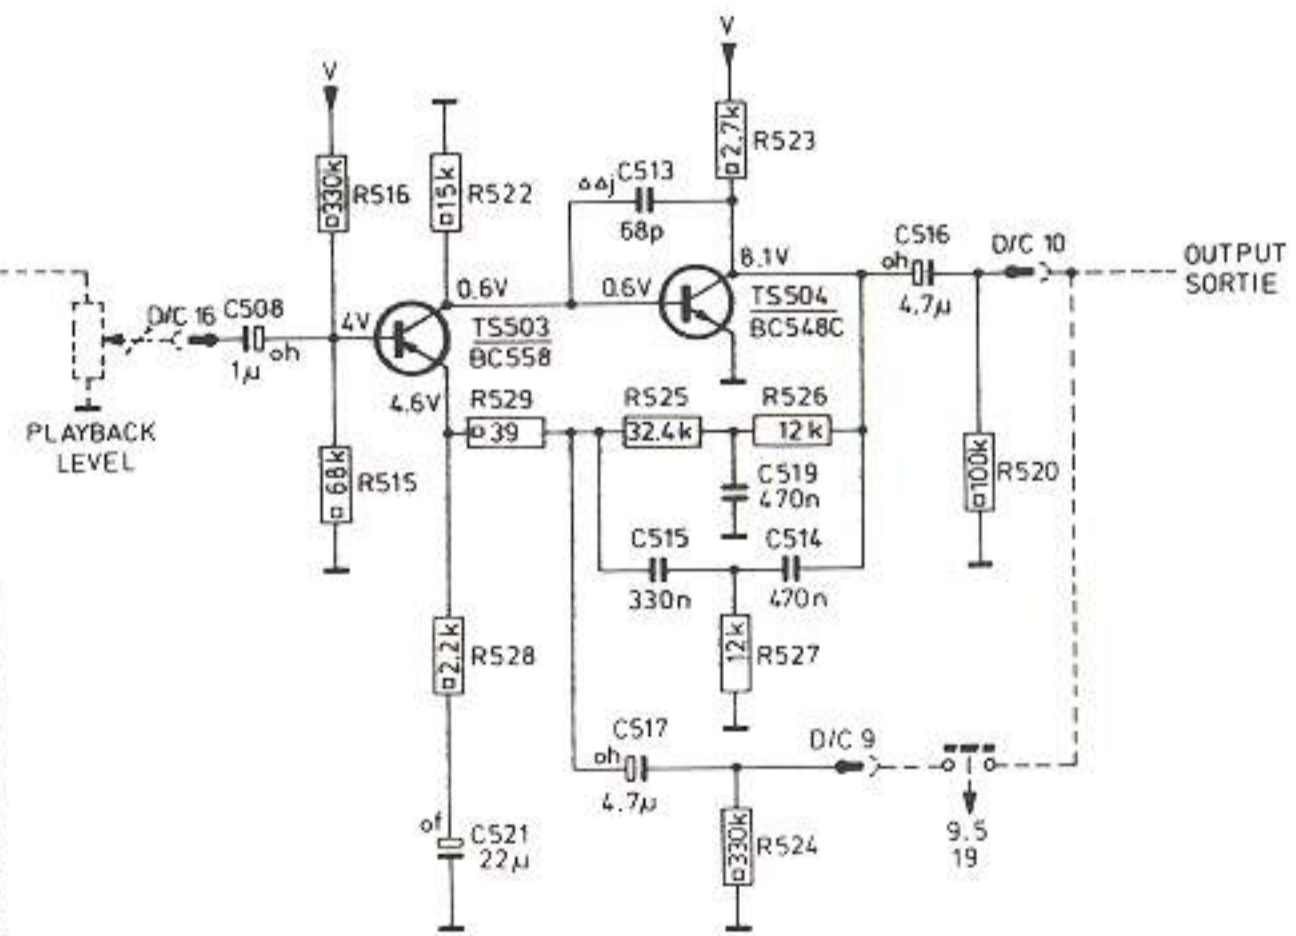 V
V
2.7k
R523
330k
R516
15k
R522
C513
68p
C516
oh
4.7µ
D/C 10
OUTPUT
SORTIE
8.1V
0.6V
0.6V
TS504
BC548C
D/C 16
C508
oh
1µ
4V
TS503
BC558
4.6V
PLAYBACK
LEVEL
R529
39
R525
32.4k
R526
12k
68k
R515
C519
470n
100k
R520
C515
330n
C514
470n
2.2k
R528
12k
R527
C517
oh
4.7µ
D/C 9
of
C521
22µ
330k
R524
9.5
19